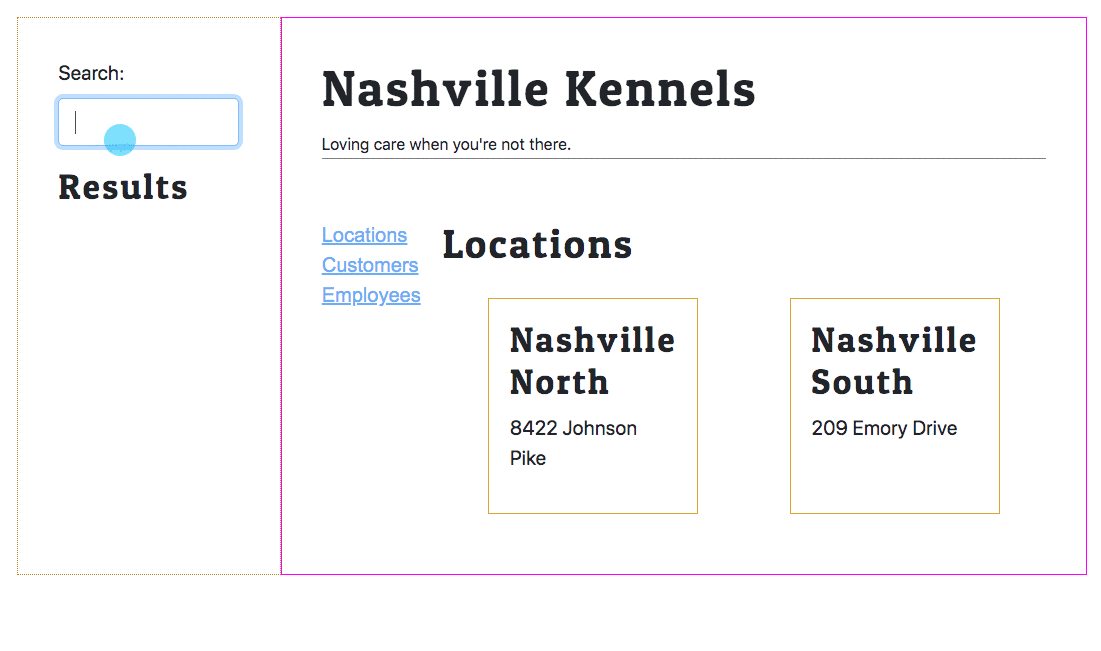 Search:
Results
Nashville Kennels
Loving care when you're not there.
Locations
Customers
Employees
Locations
Nashville
North
8422 Johnson
Pike
Nashville
South
209 Emory Drive